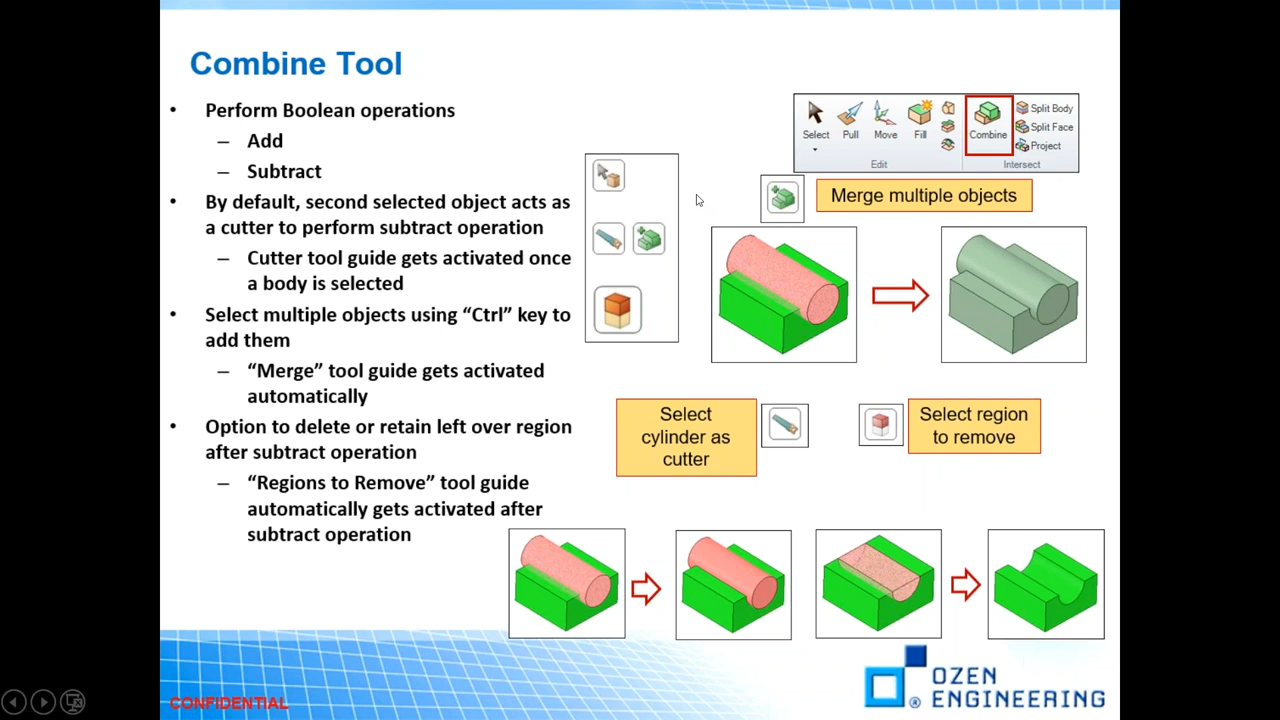 Combine Tool
• Perform Boolean operations
– Add
– Subtract
• By default, second selected object acts as
a cutter to perform subtract operation
– Cutter tool guide gets activated once
a body is selected
• Select multiple objects using “Ctrl” key to
add them
– “Merge” tool guide gets activated
automatically
• Option to delete or retain left over region
after subtract operation
– “Regions to Remove” tool guide
automatically gets activated after
subtract operation
Select Pull Move Fill Combine
Split Body
Split Face
Project
Edit Intersect
Merge multiple objects
Select
cylinder as
cutter
Select region
to remove
CONFIDENTIAL
® OZEN
ENGINEERING